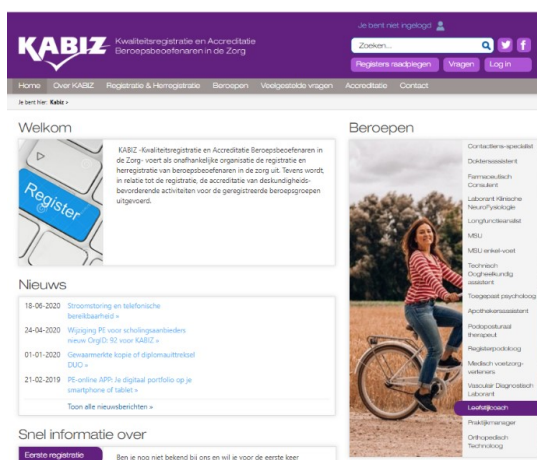 Je bent niet ingelogd
KABIZ
Kwaliteitsregistratie en Accreditatie
Beroepsbeoefenaren in de Zorg
Zoeken...
Registers raadplegen
Vragen
Log in
Home
Over KABIZ
Registratie & Herregistratie
Beroepen
Veelgestelde vragen
Accreditatie
Contact
Je bent hier: Kabiz >
Welkom
Register
KABIZ -Kwaliteitsregistratie en Accreditatie Beroepsbeoefenaren in
de Zorg- voert als onafhankelijke organisatie de registratie en
herregistratie van beroepsbeoefenaren in de zorg uit. Tevens wordt,
in relatie tot de registratie, de accreditatie van deskundigheids-
bevorderende activiteiten voor de geregistreerde beroepsgroepen
uitgevoerd.
Nieuws
18-06-2020 Stroomstoring en telefonische
bereikbaarheid »
24-04-2020 Wijziging PE voor scholingsaanbieders
nieuw OrgID: 92 voor KABIZ »
01-01-2020 Gewaarmerkte kopie of diplomauittreksel
DUO »
21-02-2019 PE-online APP: Je digitaal portfolio op je
smartphone of tablet »
Toon alle nieuwsberichten »
Snel informatie over
Eerste registratie
Ben je nog niet bekend bij ons en wil je voor de eerste keer
Beroepen
Contactlens-specialist
Doktersassistent
Farmaceutisch
Consulent
Laborant Klinische
NeuroFysiologie
Longfunctieanalist
MSU
MSU enkel-voet
Technisch
Oogheelkundig
assistent
Toegepast psycholoog
Apothekersassistent
Podoposturaal
therapeut
Registerpodoloog
Medisch voetzorg-
verleners
Vasculair Diagnostisch
Laborant
Leefstijlcoach
Praktijkmanager
Orthopedisch
Technoloog